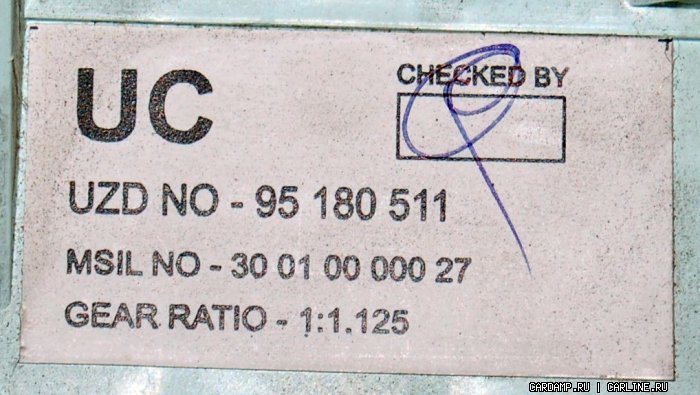 UC
CHECKED BY
UZD NO - 95 180 511
MSIL NO - 30 01 00 000 27
GEAR RATIO - 1:1.125
CARDAMP.RU | CARLINE.RU